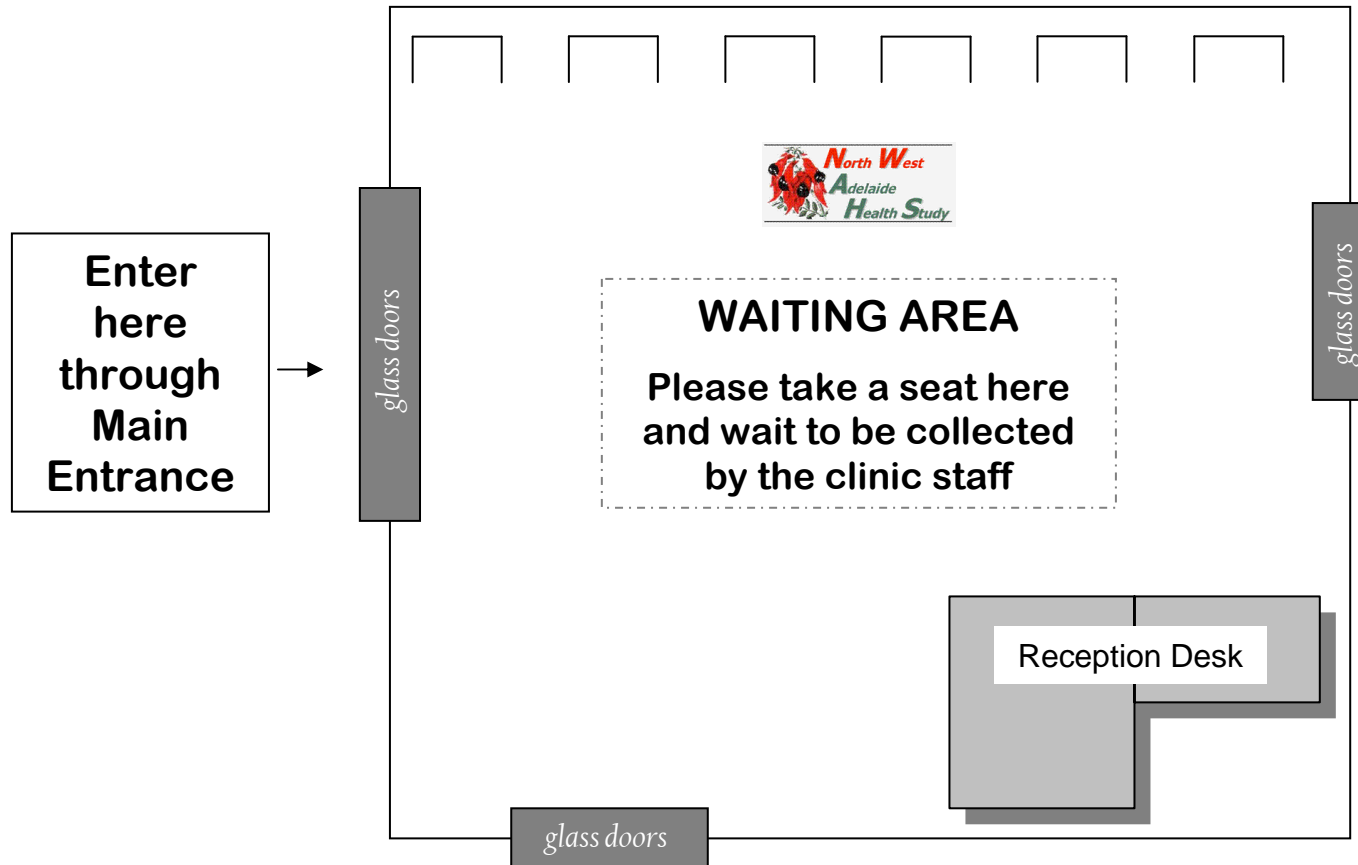 North West
Adelaide
Health Study
Enter
here
through
Main
Entrance
glass doors
WAITING AREA
Please take a seat here
and wait to be collected
by the clinic staff
glass doors
Reception Desk
glass doors